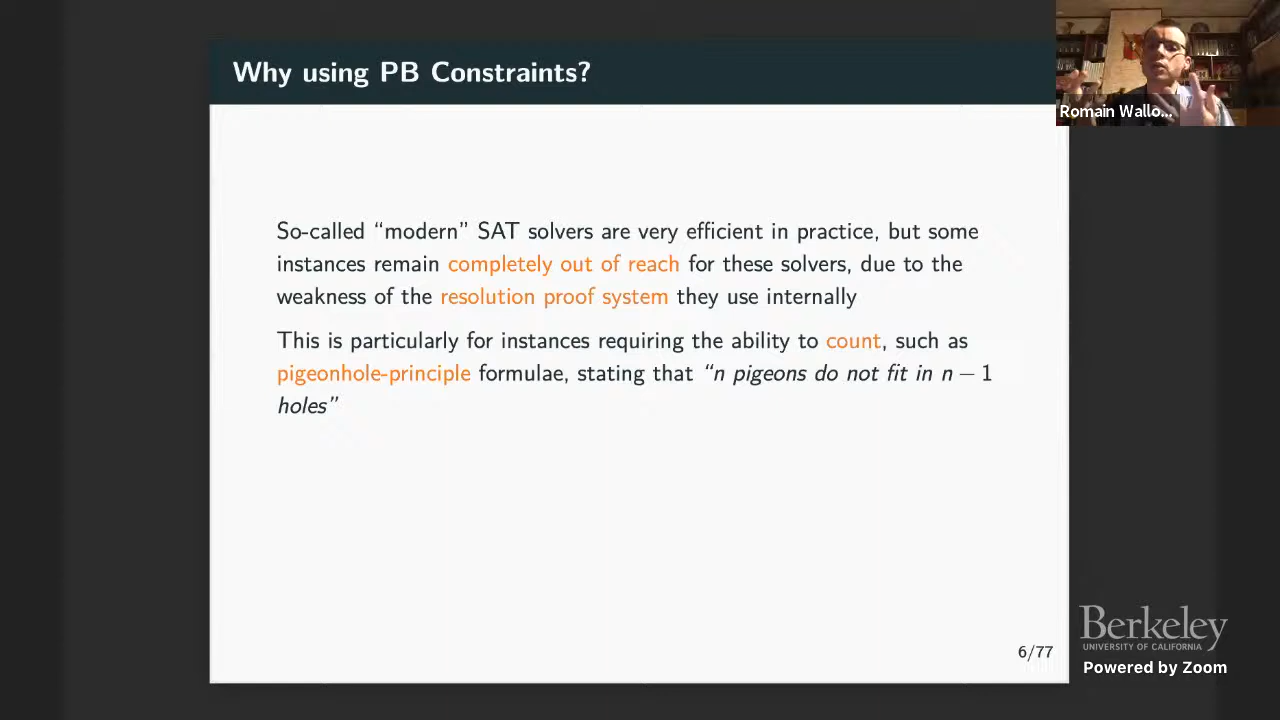 Why using PB Constraints?
Romain Wallo...
So-called “modern” SAT solvers are very efficient in practice, but some
instances remain completely out of reach for these solvers, due to the
weakness of the resolution proof system they use internally
This is particularly for instances requiring the ability to count, such as
pigeonhole-principle formulae, stating that “n pigeons do not fit in n − 1
holes”
6/77
Berkeley
UNIVERSITY OF CALIFORNIA
Powered by Zoom